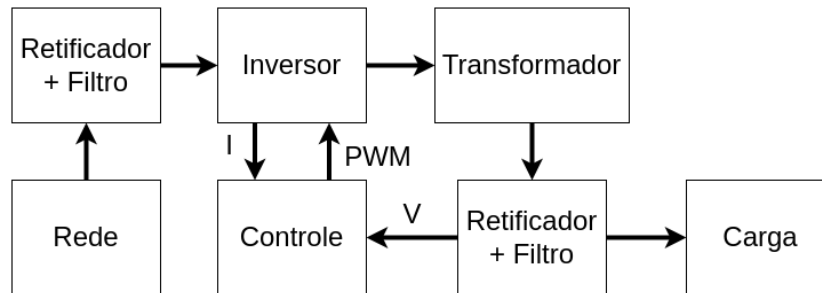 Retificador
+ Filtro
Inversor
Transformador
I
PWM
Rede
Controle
V
Retificador
+ Filtro
Carga